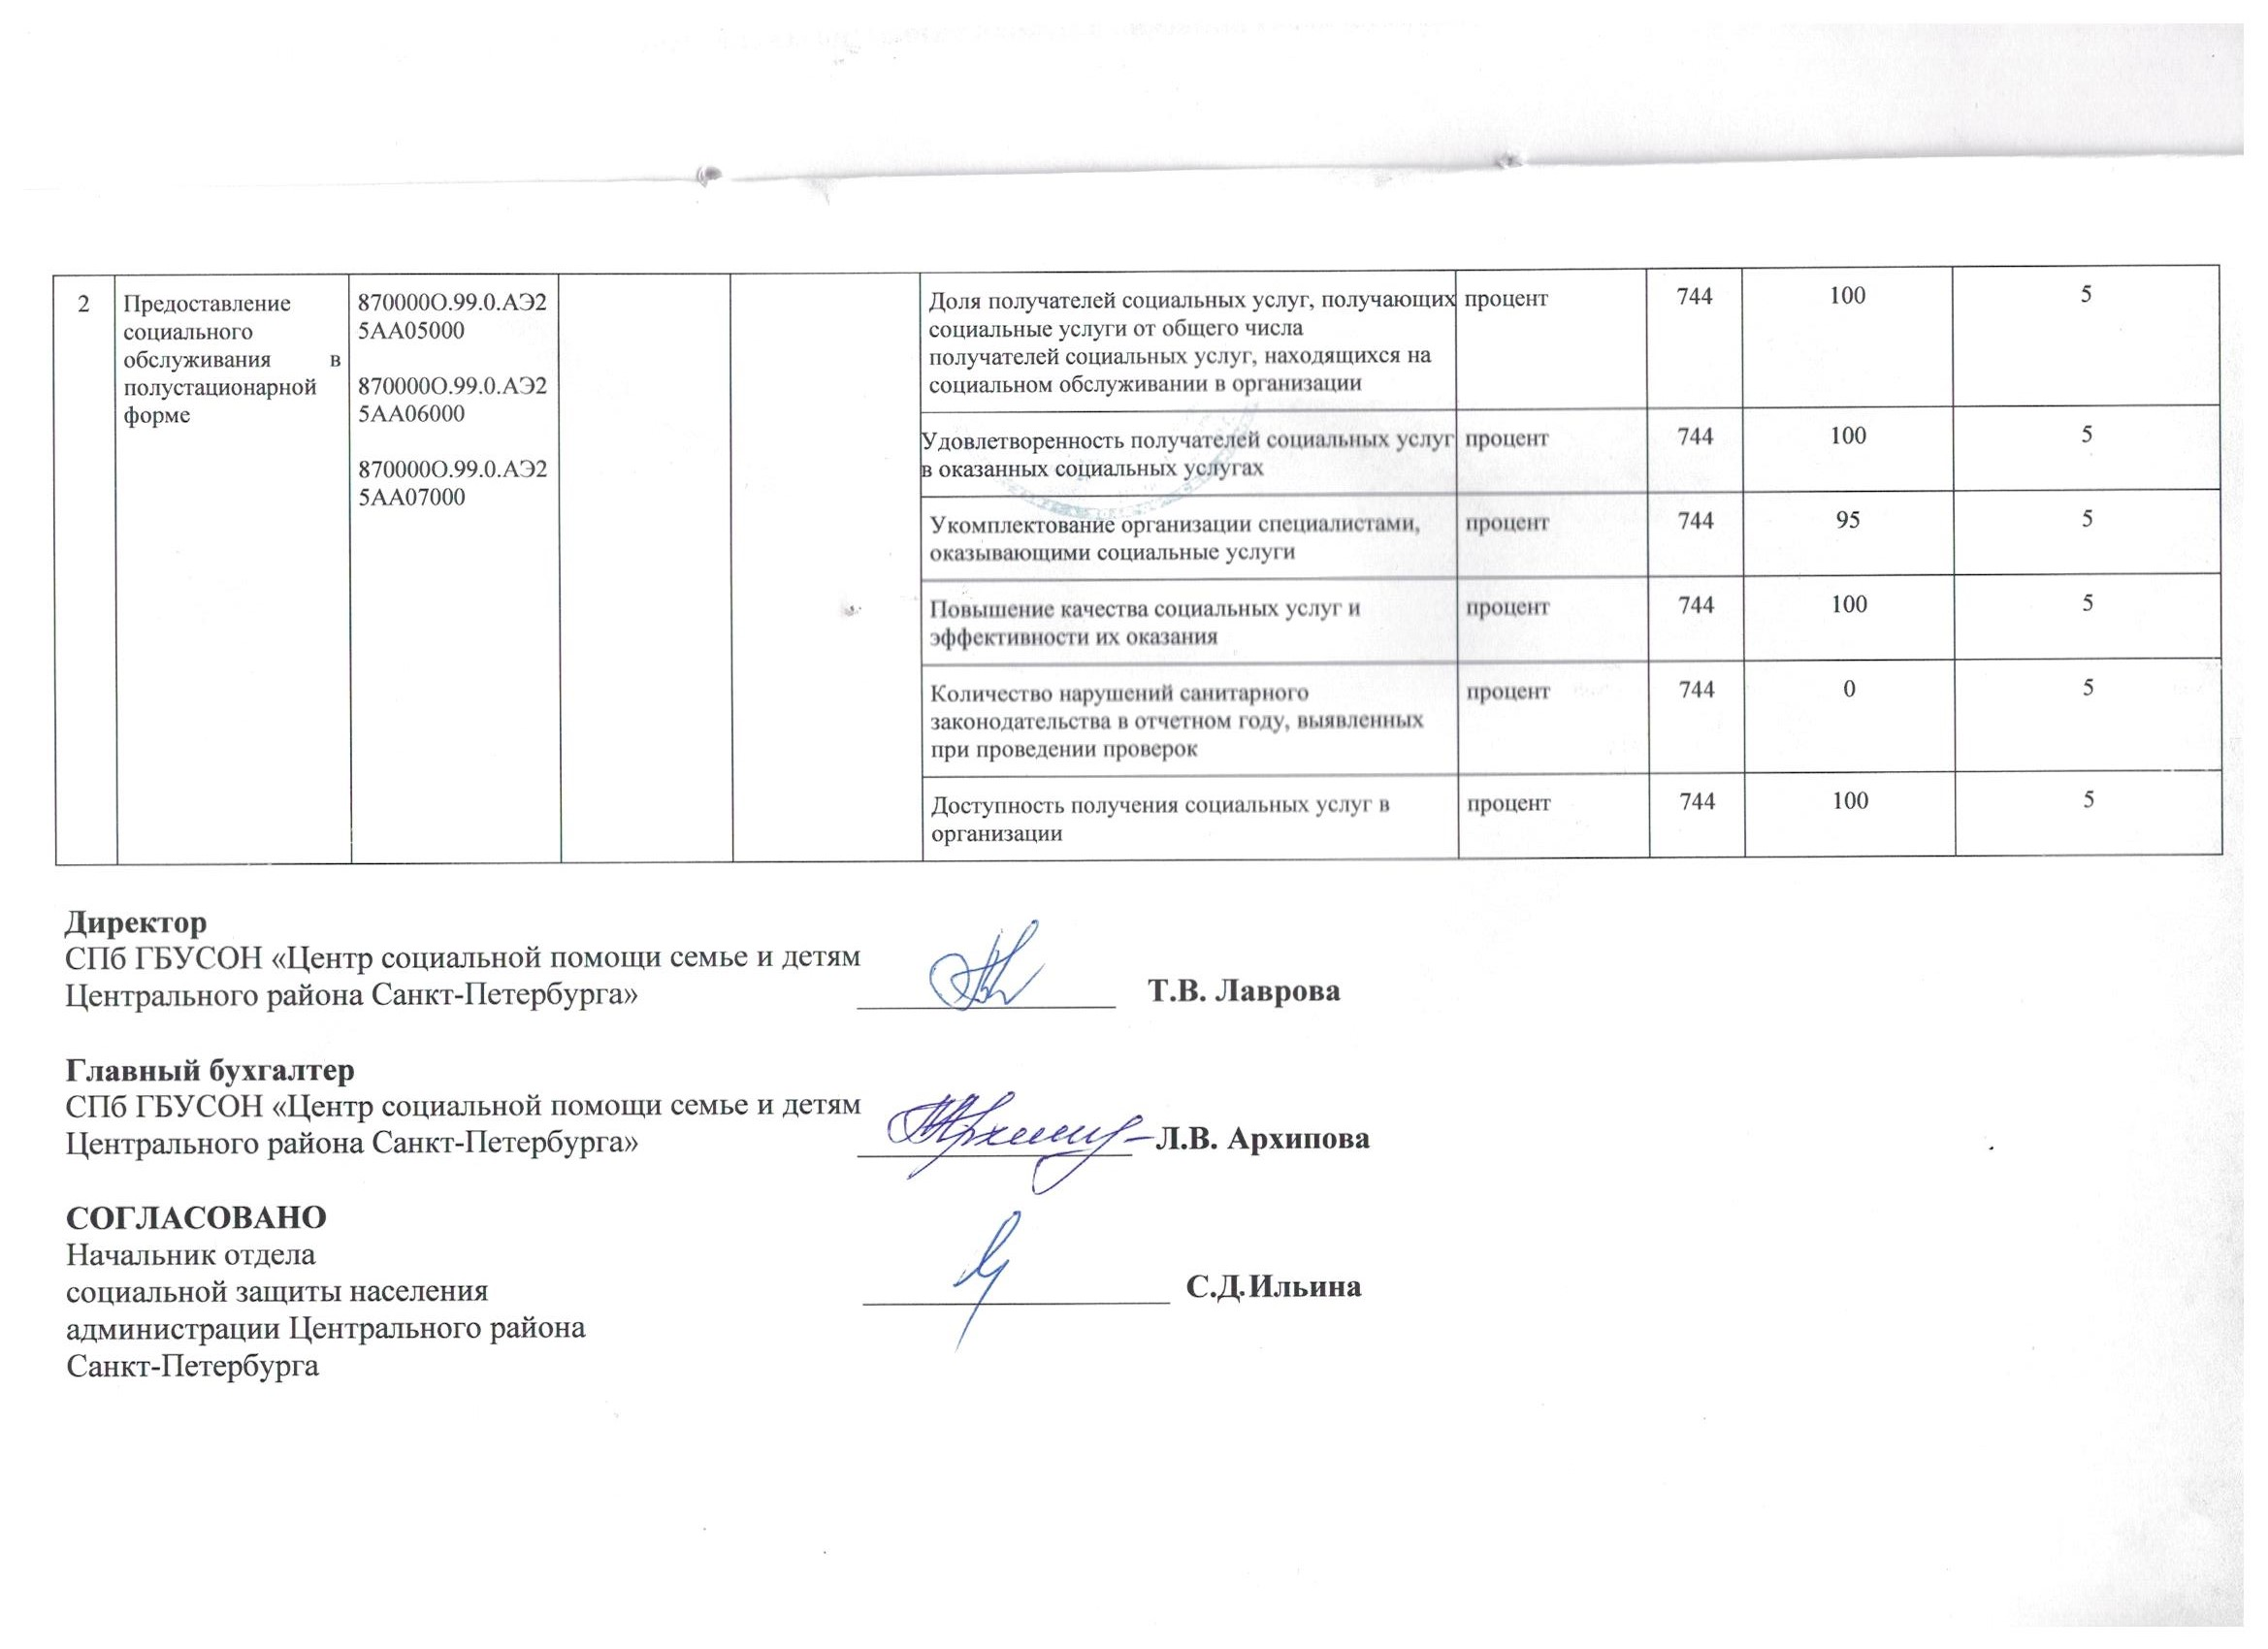 2
Предоставление
социального
обслуживания в
полустационарной
форме
870000О.99.0.АЭ2
5АА05000
870000О.99.0.АЭ2
5АА06000
870000О.99.0.АЭ2
5АА07000
Доля получателей социальных услуг, получающих
социальные услуги от общего числа
получателей социальных услуг, находящихся на
социальном обслуживании в организации
процент 744 100 5
Удовлетворенность получателей социальных услуг
в оказанных социальных услугах
процент 744 100 5
Укомплектование организации специалистами,
оказывающими социальные услуги
процент 744 95 5
Повышение качества социальных услуг и
эффективности их оказания
процент 744 100 5
Количество нарушений санитарного
законодательства в отчетном году, выявленных
при проведении проверок
процент 744 0 5
Доступность получения социальных услуг в
организации
процент 744 100 5
Директор
СПб ГБУСОН «Центр социальной помощи семье и детям
Центрального района Санкт-Петербурга»
Т.В. Лаврова
Главный бухгалтер
СПб ГБУСОН «Центр социальной помощи семье и детям
Центрального района Санкт-Петербурга»
Л.В. Архипова
СОГЛАСОВАНО
Начальник отдела
социальной защиты населения
администрации Центрального района
Санкт-Петербурга
С.Д.Ильина